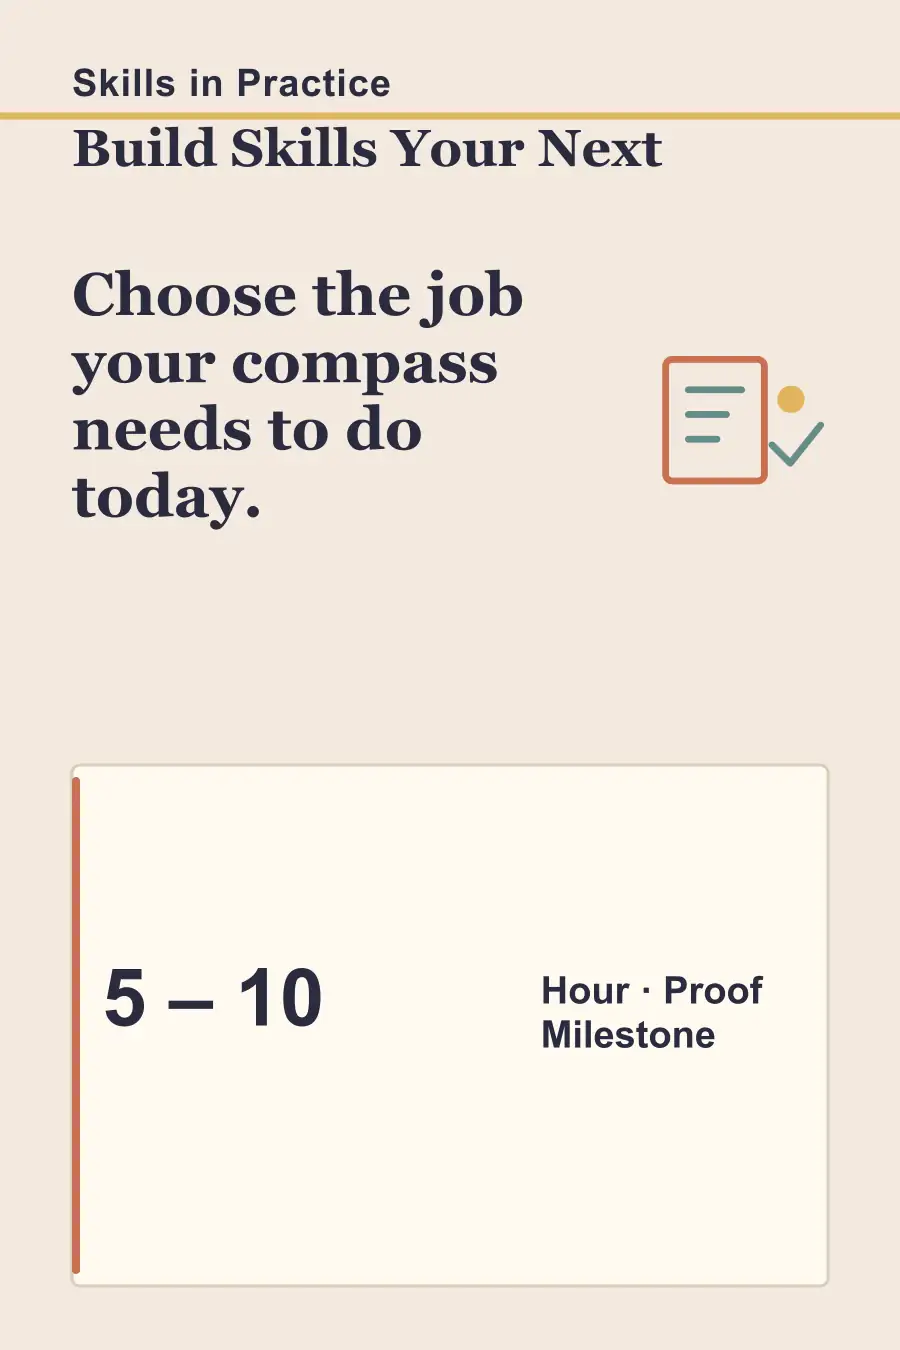 Skills in Practice
Build Skills Your Next
Choose the job
your compass
needs to do
today.
5 – 10
Hour · Proof
Milestone